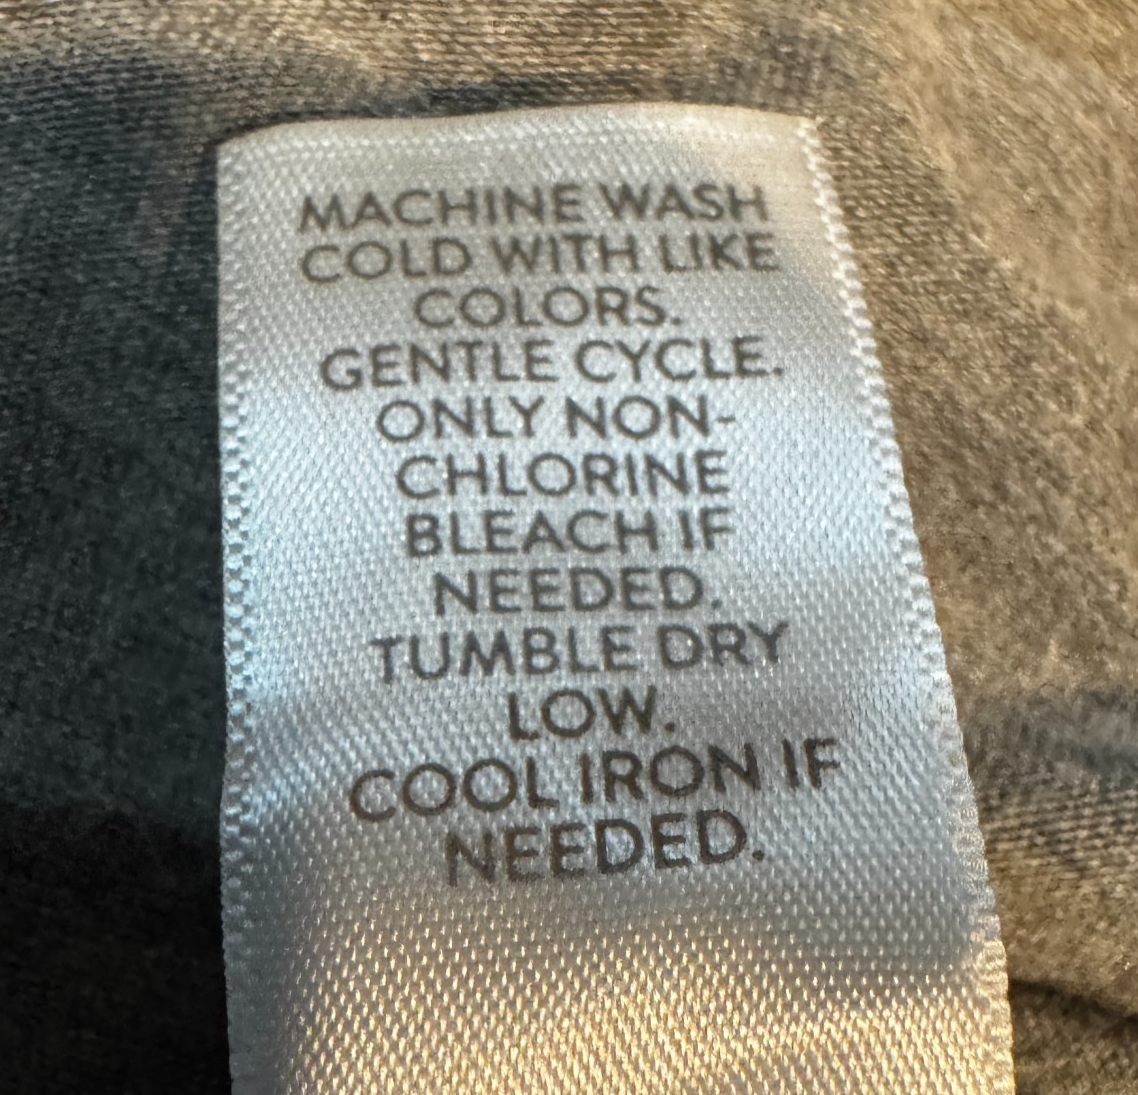 MACHINE WASH
COLD WITH LIKE
COLORS.
GENTLE CYCLE.
ONLY NON-
CHLORINE
BLEACH IF
NEEDED.
TUMBLE DRY
LOW.
COOL IRON IF
NEEDED.